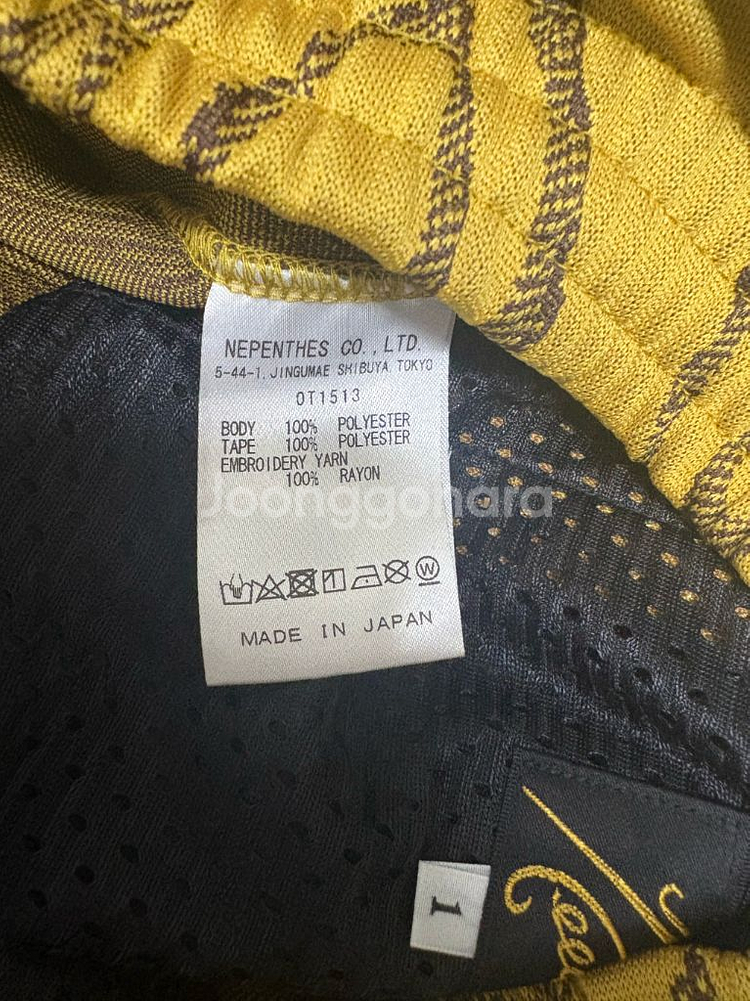 NEPENTHES CO., LTD.
5-44-1, JINGUMAE SHIBUYA TOKYO
OT1513
BODY 100% POLYESTER
TAPE 100% POLYESTER
EMBROIDERY YARN
100% RAYON
Joonggonara
W
MADE IN JAPAN
1